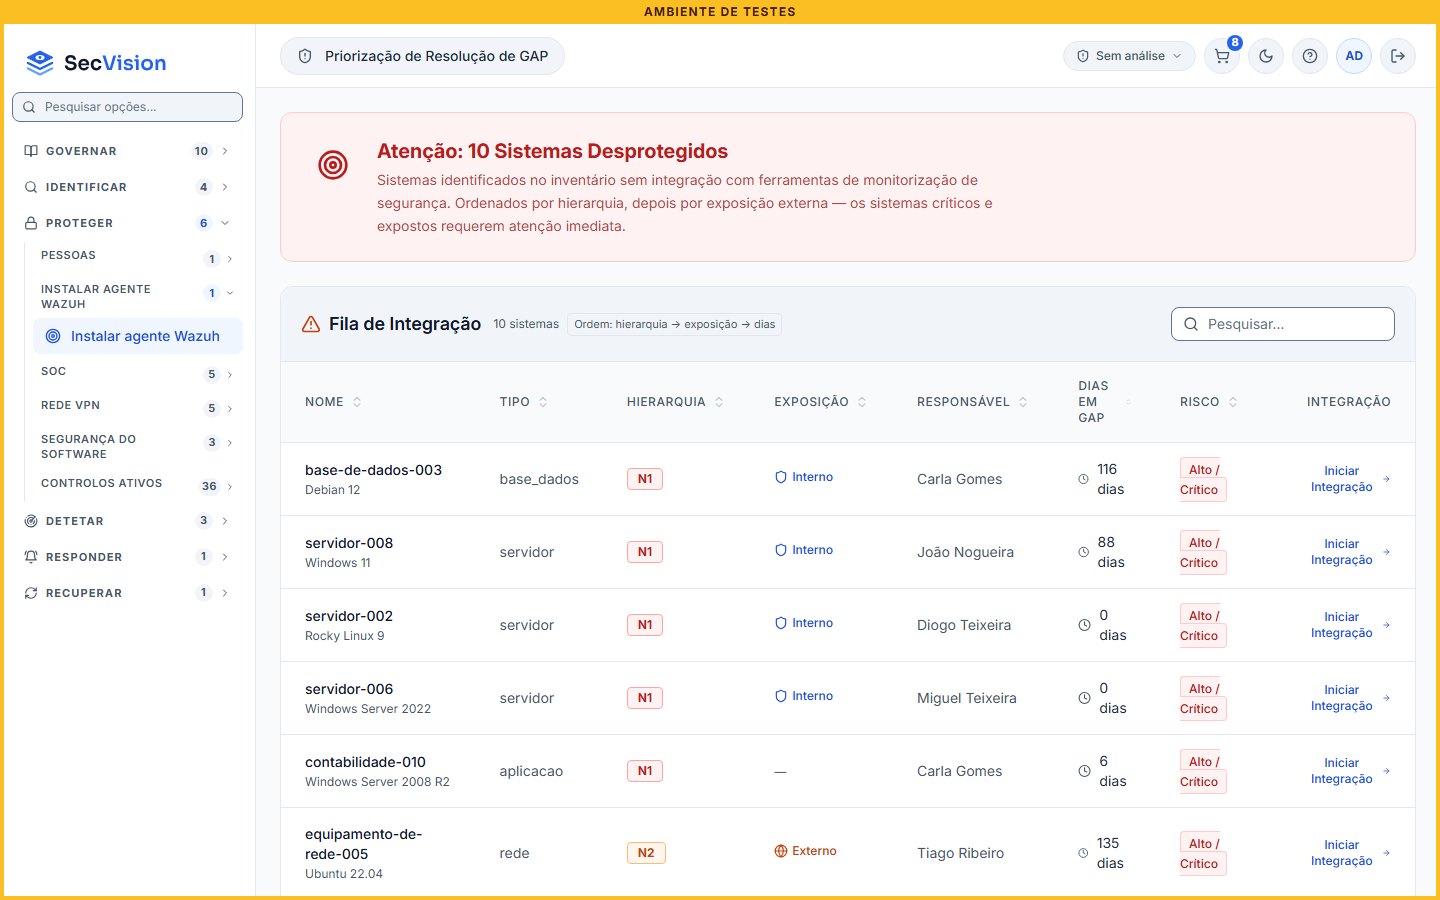 AMBIENTE DE TESTES
SecVision
Pesquisar opções...
GOVERNAR 10
IDENTIFICAR 4
PROTEGER 6
PESSOAS 1
INSTALAR AGENTE
WAZUH 1
Instalar agente Wazuh
SOC 5
REDE VPN 5
SEGURANÇA DO
SOFTWARE 3
CONTROLOS ATIVOS 36
DETETAR 3
RESPONDER 1
RECUPERAR 1
Priorização de Resolução de GAP
Sem análise
8
AD
Atenção: 10 Sistemas Desprotegidos
Sistemas identificados no inventário sem integração com ferramentas de monitorização de
segurança. Ordenados por hierarquia, depois por exposição externa — os sistemas críticos e
expostos requerem atenção imediata.
Fila de Integração 10 sistemas Ordem: hierarquia → exposição → dias
Pesquisar...
NOME TIPO HIERARQUIA EXPOSIÇÃO RESPONSÁVEL DIAS EM GAP RISCO INTEGRAÇÃO
base-de-dados-003
Debian 12
base_dados
N1
Interno
Carla Gomes
116
dias
Alto /
Crítico
Iniciar
Integração →
servidor-008
Windows 11
servidor
N1
Interno
João Nogueira
88
dias
Alto /
Crítico
Iniciar
Integração →
servidor-002
Rocky Linux 9
servidor
N1
Interno
Diogo Teixeira
0
dias
Alto /
Crítico
Iniciar
Integração →
servidor-006
Windows Server 2022
servidor
N1
Interno
Miguel Teixeira
0
dias
Alto /
Crítico
Iniciar
Integração →
contabilidade-010
Windows Server 2008 R2
aplicacao
N1
—
Carla Gomes
6
dias
Alto /
Crítico
Iniciar
Integração →
equipamento-de-
rede-005
Ubuntu 22.04
rede
N2
Externo
Tiago Ribeiro
135
dias
Alto /
Crítico
Iniciar
Integração →